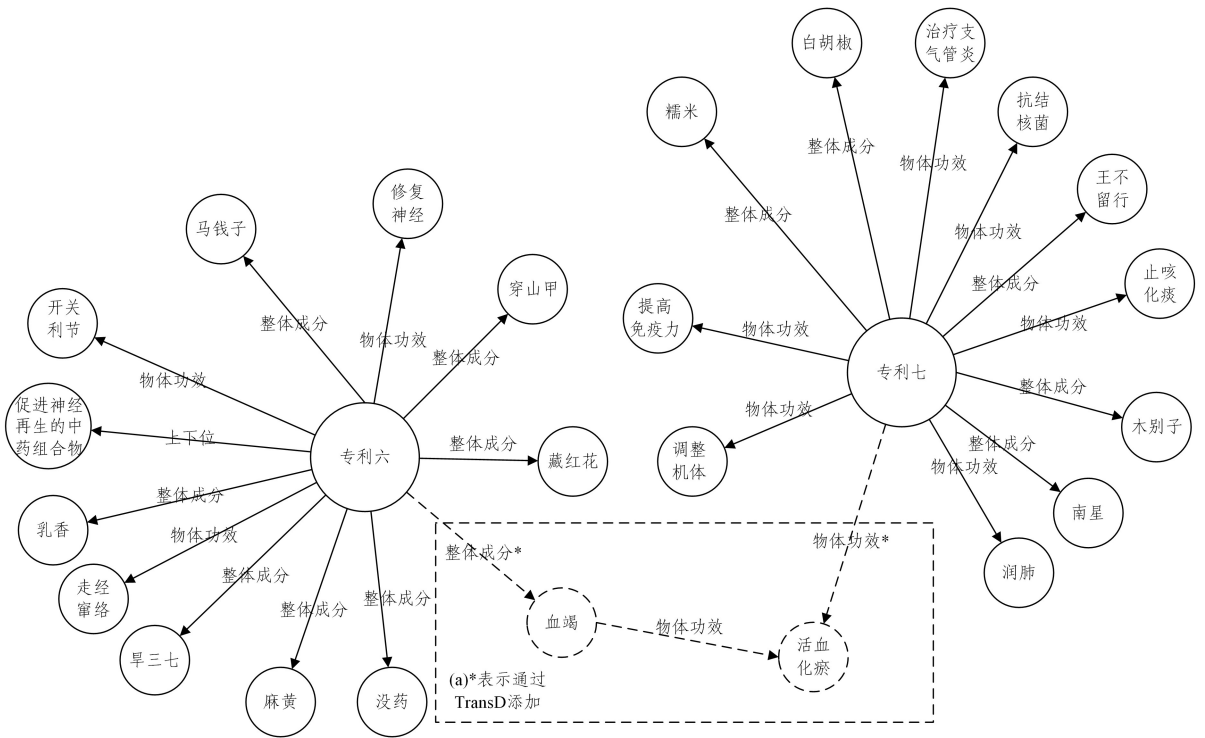 白胡椒
治疗支
气管炎
糯米
抗结
核菌
整体成分
物体功效
王不
留行
修复
神经
马钱子
整体成分
物体功效
整体成分
止咳
化痰
穿山甲
开关
利节
提高
免疫力
整体成分
物体功效
物体功效
物体功效
整体成分
专利七
物体功效
整体成分
促进神经
再生的中
药组合物
上下位
专利六
整体成分
藏红花
物体功效
调整
机体
整体成分
物体功效
木别子
整体成分
乳香
物体功效
南星
走经
窜络
整体成分
整体成分
整体成分
整体成分*
物体功效*
润肺
旱三七
麻黄
没药
血竭
物体功效
活血
化瘀
(a)*表示通过
TransD添加